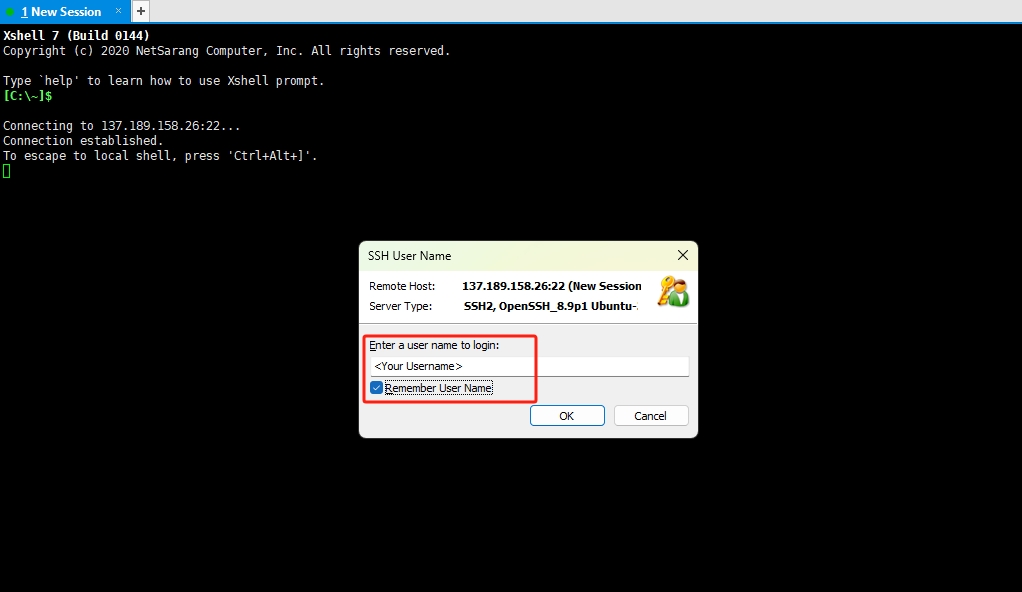 1 New Session × +
Xshell 7 (Build 0144)
Copyright (c) 2020 NetSarang Computer, Inc. All rights reserved.
Type `help' to learn how to use Xshell prompt.
[C:\~]$
Connecting to 137.189.158.26:22...
Connection established.
To escape to local shell, press 'Ctrl+Alt+]'.
SSH User Name
Remote Host: 137.189.158.26:22 (New Session
Server Type: SSH2, OpenSSH_8.9p1 Ubuntu-
Enter a user name to login:
<Your Username>
Remember User Name
OK Cancel